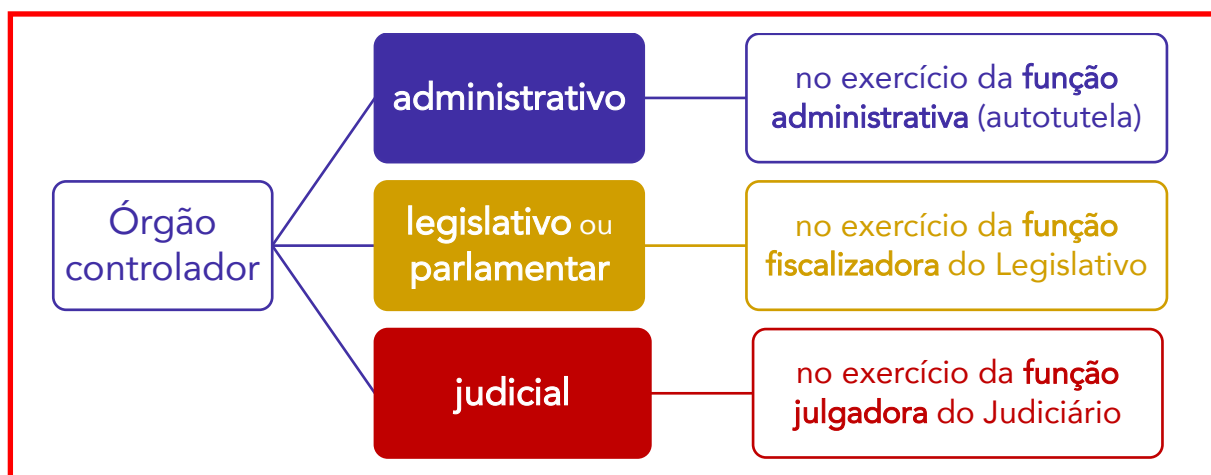 Órgão
controlador
administrativo
no exercício da função
administrativa (autotutela)
legislativo ou
parlamentar
no exercício da função
fiscalizadora do Legislativo
judicial
no exercício da função
julgadora do Judiciário